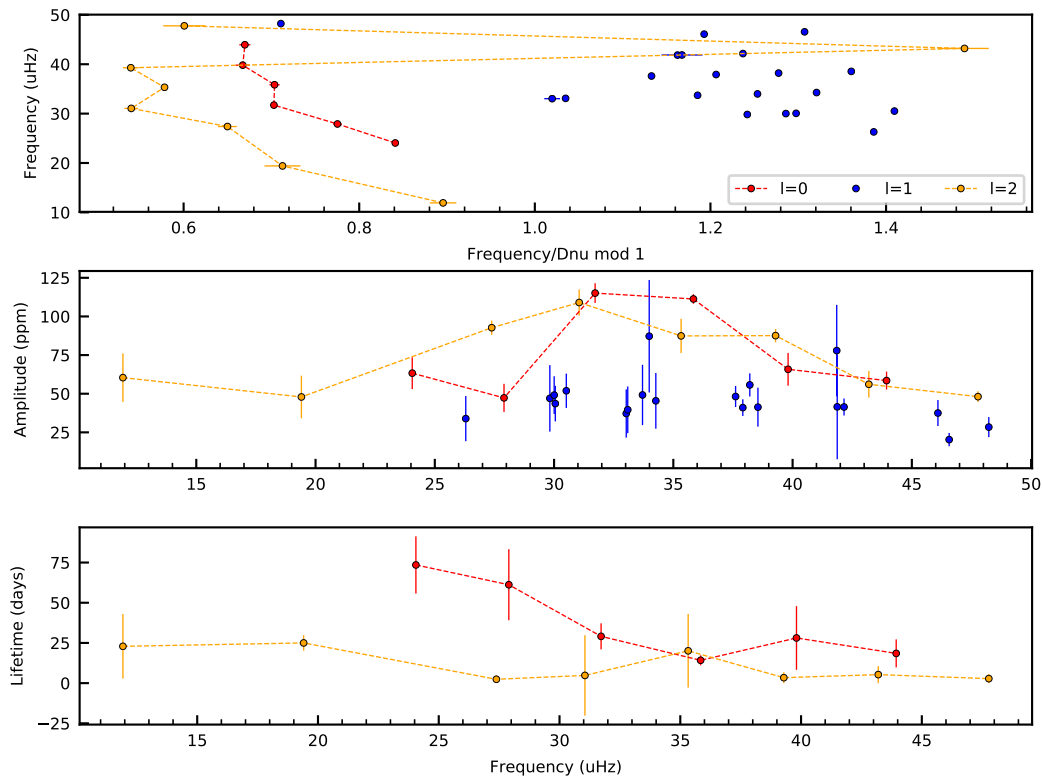 50
40
30
20
10
Frequency (uHz)
l=0 l=1 l=2
0.6 0.8 1.0 1.2 1.4
Frequency/Dnu mod 1
125
100
75
50
25
Amplitude (ppm)
15 20 25 30 35 40 45 50
75
50
25
0
−25
Lifetime (days)
15 20 25 30 35 40 45
Frequency (uHz)